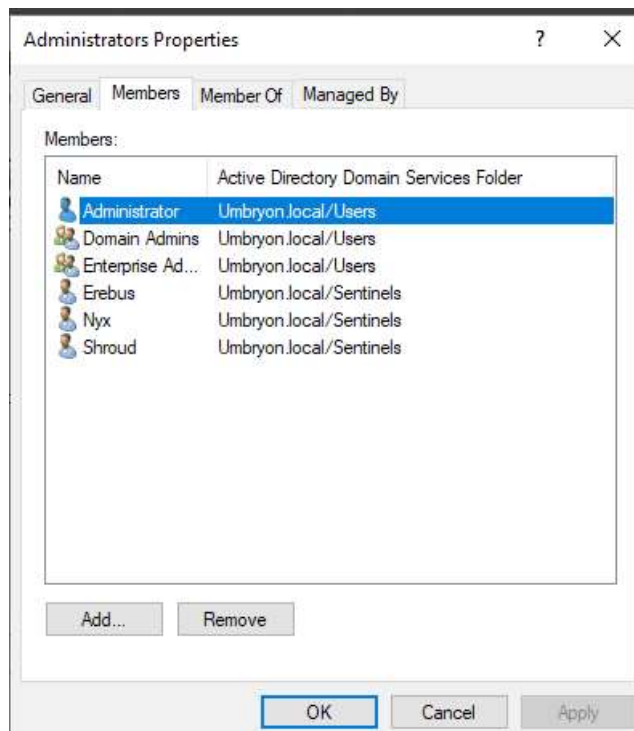 Administrators Properties ?
General Members Member Of Managed By
Members:
Name Active Directory Domain Services Folder
Administrator Umbryon.local/Users
Domain Admins Umbryon.local/Users
Enterprise Ad... Umbryon.local/Users
Erebus Umbryon.local/Sentinels
Nyx Umbryon.local/Sentinels
Shroud Umbryon.local/Sentinels
Add... Remove
OK Cancel Apply